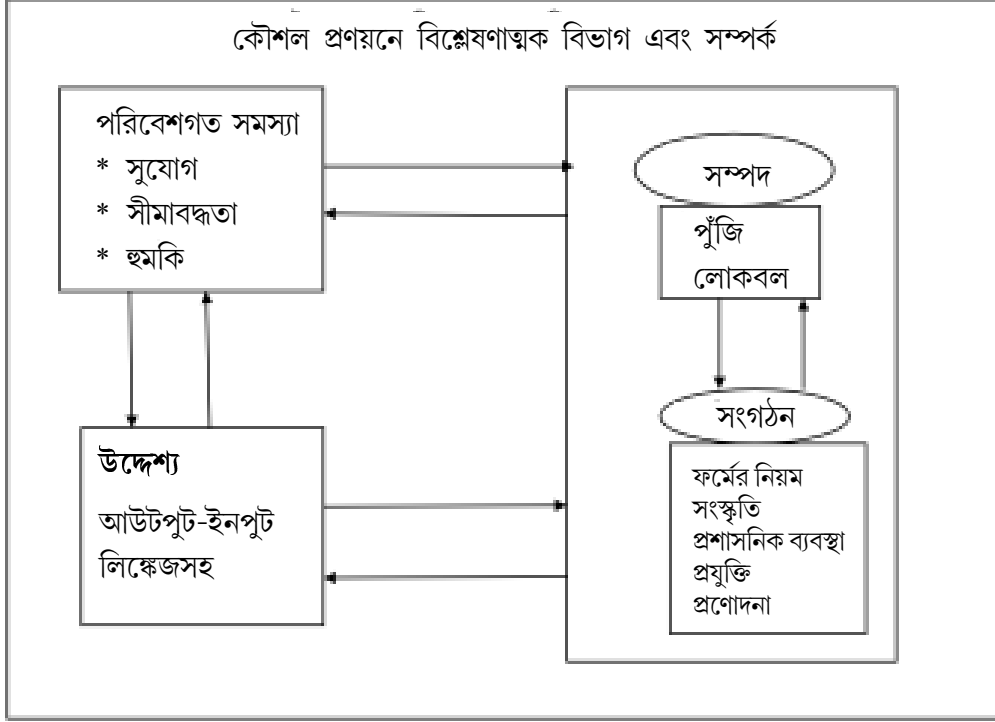 কৌশল প্রণয়নে বিশ্লেষণাত্মক বিভাগ এবং সম্পর্ক
পরিবেশগত সমস্যা
* সুযোগ
* সীমাবদ্ধতা
* হুমকি
সম্পদ
পুঁজি
লোকবল
সংগঠন
ফর্মের নিয়ম
সংস্কৃতি
প্রশাসনিক ব্যবস্থা
প্রযুক্তি
প্রণোদনা
উদ্দেশ্য
আউটপুট-ইনপুট
লিঙ্কেজসহ